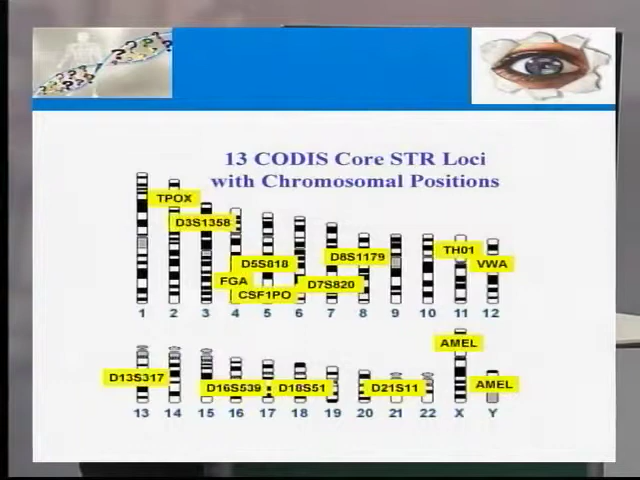 13 CODIS Core STR Loci
with Chromosomal Positions
TPOX
D3S1358
D5S818
FGA
CSF1PO
D8S1179
D7S820
TH01
VWA
1 2 3 4 5 6 7 8 9 10 11 12
AMEL
D13S317
D16S539
D18S51
D21S11
AMEL
13 14 15 16 17 18 19 20 21 22 X Y